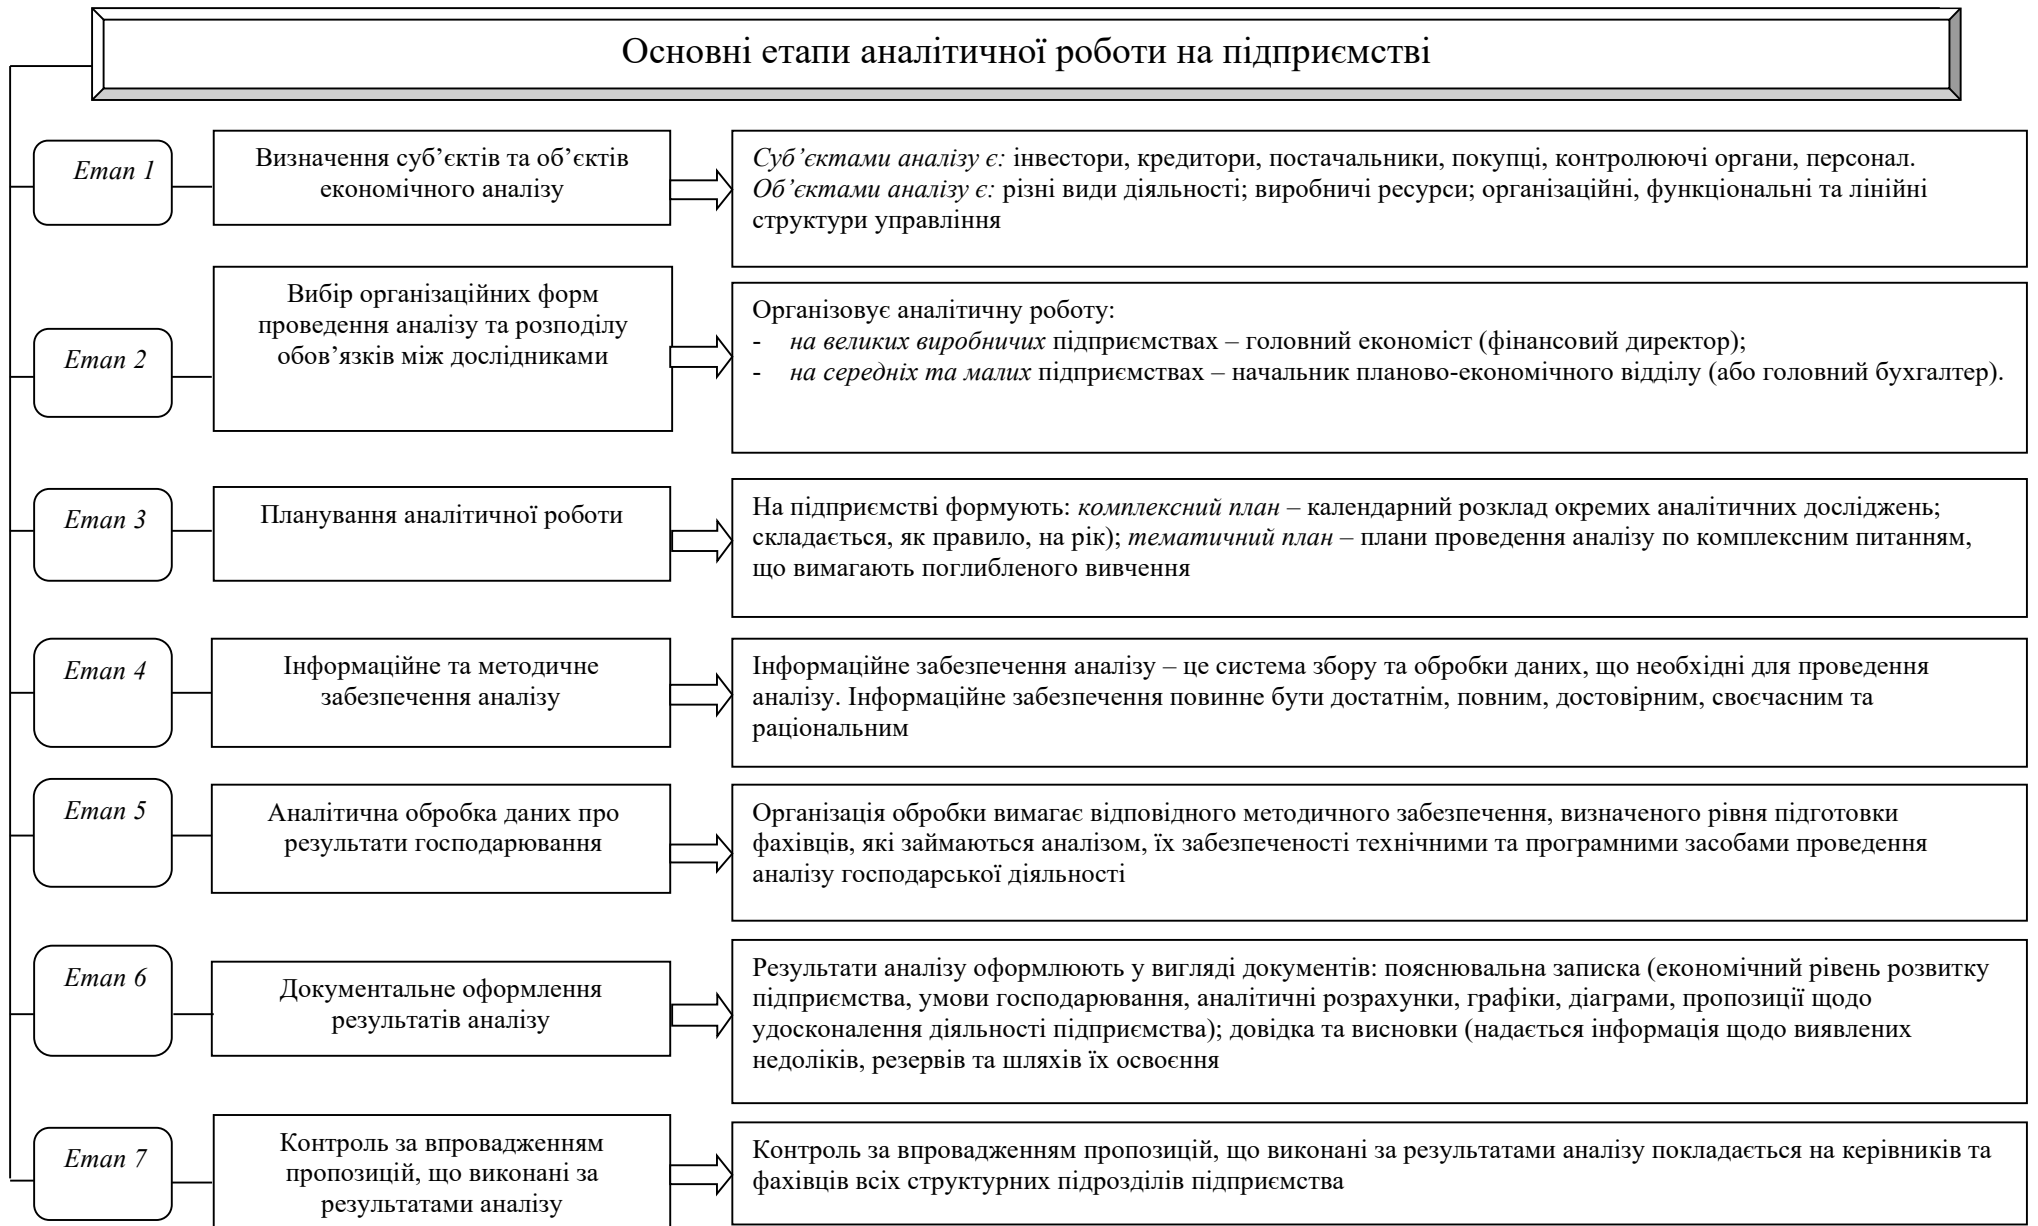 Основні етапи аналітичної роботи на підприємстві
Етап 1
Визначення суб’єктів та об’єктів
економічного аналізу
Суб’єктами аналізу є: інвестори, кредитори, постачальники, покупці, контролюючі органи, персонал.
Об’єктами аналізу є: різні види діяльності; виробничі ресурси; організаційні, функціональні та лінійні
структури управління
Етап 2
Вибір організаційних форм
проведення аналізу та розподілу
обов’язків між дослідниками
Організовує аналітичну роботу:
- на великих виробничих підприємствах – головний економіст (фінансовий директор);
- на середніх та малих підприємствах – начальник планово-економічного відділу (або головний бухгалтер).
Етап 3
Планування аналітичної роботи
На підприємстві формують: комплексний план – календарний розклад окремих аналітичних досліджень;
складається, як правило, на рік); тематичний план – плани проведення аналізу по комплексним питанням,
що вимагають поглибленого вивчення
Етап 4
Інформаційне та методичне
забезпечення аналізу
Інформаційне забезпечення аналізу – це система збору та обробки даних, що необхідні для проведення
аналізу. Інформаційне забезпечення повинне бути достатнім, повним, достовірним, своєчасним та
раціональним
Етап 5
Аналітична обробка даних про
результати господарювання
Організація обробки вимагає відповідного методичного забезпечення, визначеного рівня підготовки
фахівців, які займаються аналізом, їх забезпеченості технічними та програмними засобами проведення
аналізу господарської діяльності
Етап 6
Документальне оформлення
результатів аналізу
Результати аналізу оформлюють у вигляді документів: пояснювальна записка (економічний рівень розвитку
підприємства, умови господарювання, аналітичні розрахунки, графіки, діаграми, пропозиції щодо
удосконалення діяльності підприємства); довідка та висновки (надається інформація щодо виявлених
недоліків, резервів та шляхів їх освоєння
Етап 7
Контроль за впровадженням
пропозицій, що виконані за
результатами аналізу
Контроль за впровадженням пропозицій, що виконані за результатами аналізу покладається на керівників та
фахівців всіх структурних підрозділів підприємства